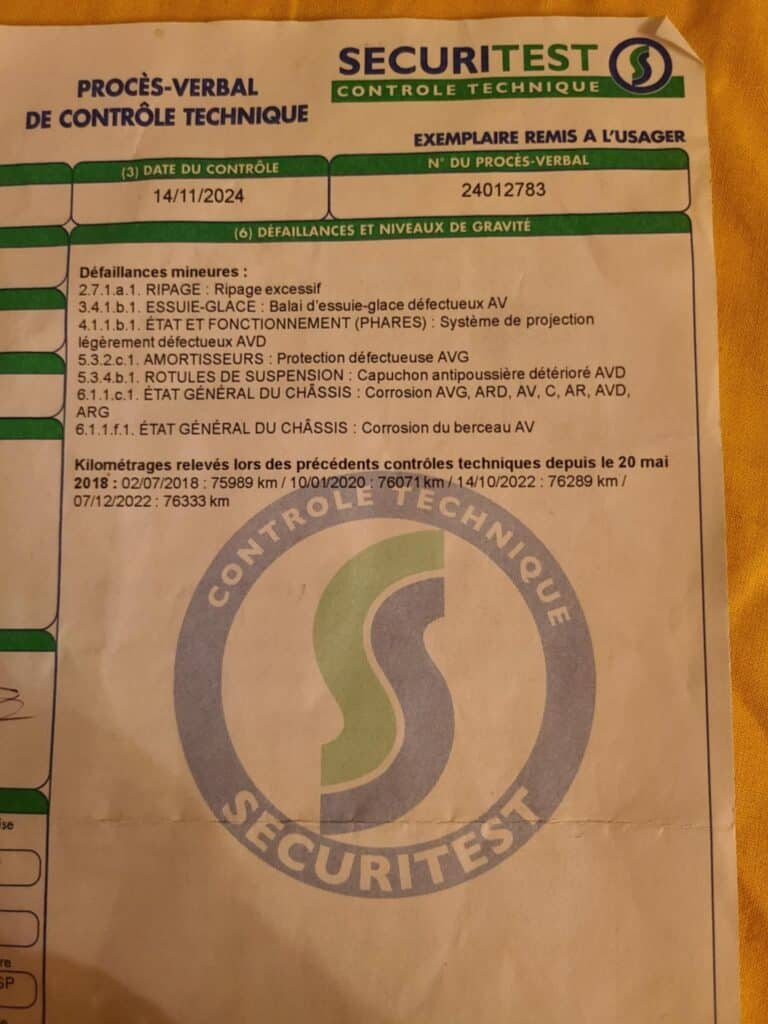 SECURITEST
CONTROLE TECHNIQUE
PROCÈS-VERBAL
DE CONTRÔLE TECHNIQUE
EXEMPLAIRE REMIS A L'USAGER
(3) DATE DU CONTRÔLE
N° DU PROCÈS-VERBAL
14/11/2024
24012783
(6) DÉFAILLANCES ET NIVEAUX DE GRAVITÉ
Défaillances mineures :
2.7.1.a.1. RIPAGE : Ripage excessif
3.4.1.b.1. ESSUIE-GLACE : Balai d'essuie-glace défectueux AV
4.1.1.b.1. ÉTAT ET FONCTIONNEMENT (PHARES) : Système de projection
légèrement défectueux AVD
5.3.2.c.1. AMORTISSEURS : Protection défectueuse AVG
5.3.4.b.1. ROTULES DE SUSPENSION : Capuchon antipoussière détérioré AVD
6.1.1.c.1. ÉTAT GÉNÉRAL DU CHÂSSIS : Corrosion AVG, ARD, AV, C, AR, AVD,
ARG
6.1.1.f.1. ÉTAT GÉNÉRAL DU CHÂSSIS : Corrosion du berceau AV
Kilométrages relevés lors des précédents contrôles techniques depuis le 20 mai
2018 : 02/07/2018 : 75989 km / 10/01/2020 : 76071 km / 14/10/2022 : 76289 km /
07/12/2022 : 76333 km
CONTROLE TECHNIQUE
SECURITEST
ise
re
SP